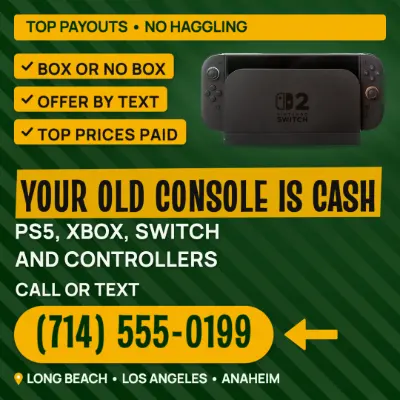 TOP PAYOUTS • NO HAGGLING
BOX OR NO BOX
OFFER BY TEXT
TOP PRICES PAID
2
NINTENDO
SWITCH
YOUR OLD CONSOLE IS CASH
PS5, XBOX, SWITCH
AND CONTROLLERS
CALL OR TEXT
(714) 555-0199
LONG BEACH • LOS ANGELES • ANAHEIM